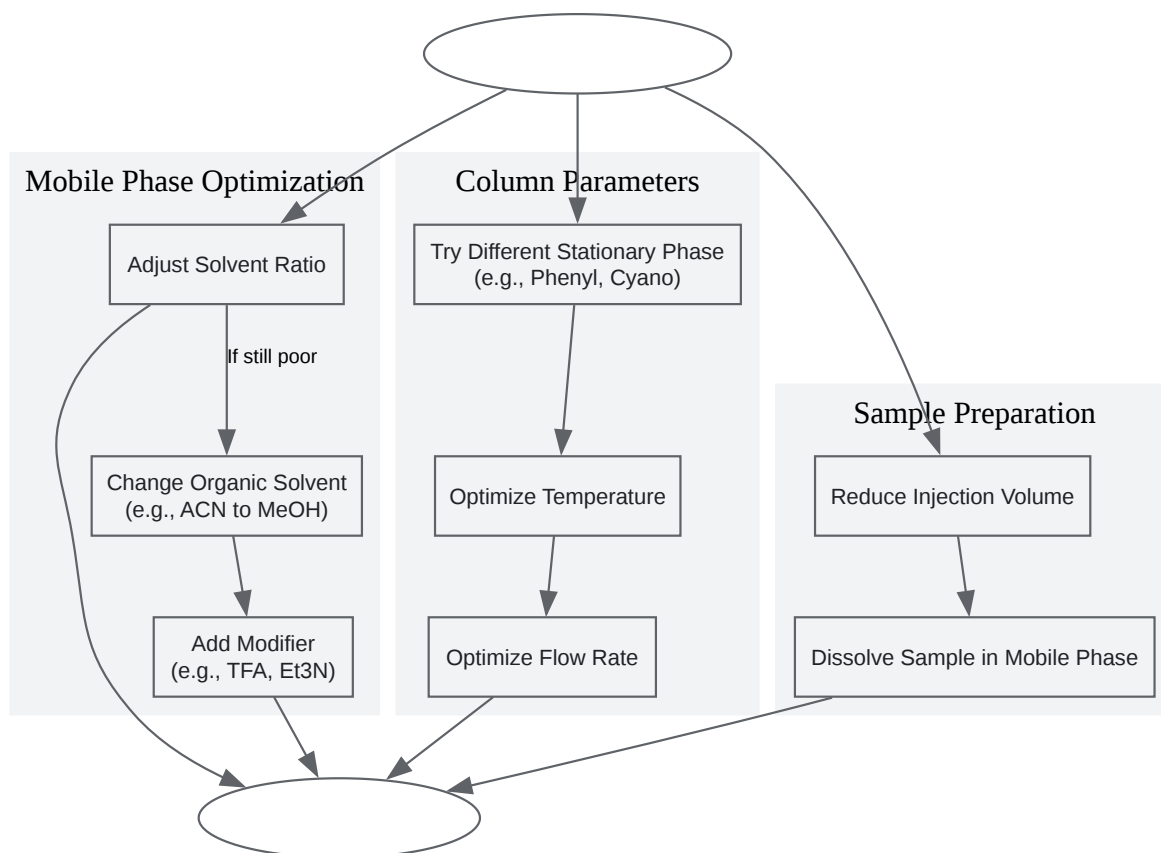 Mobile Phase Optimization
Adjust Solvent Ratio
If still poor
Change Organic Solvent
(e.g., ACN to MeOH)
Add Modifier
(e.g., TFA, Et3N)
Column Parameters
Try Different Stationary Phase
(e.g., Phenyl, Cyano)
Optimize Temperature
Optimize Flow Rate
Sample Preparation
Reduce Injection Volume
Dissolve Sample in Mobile Phase